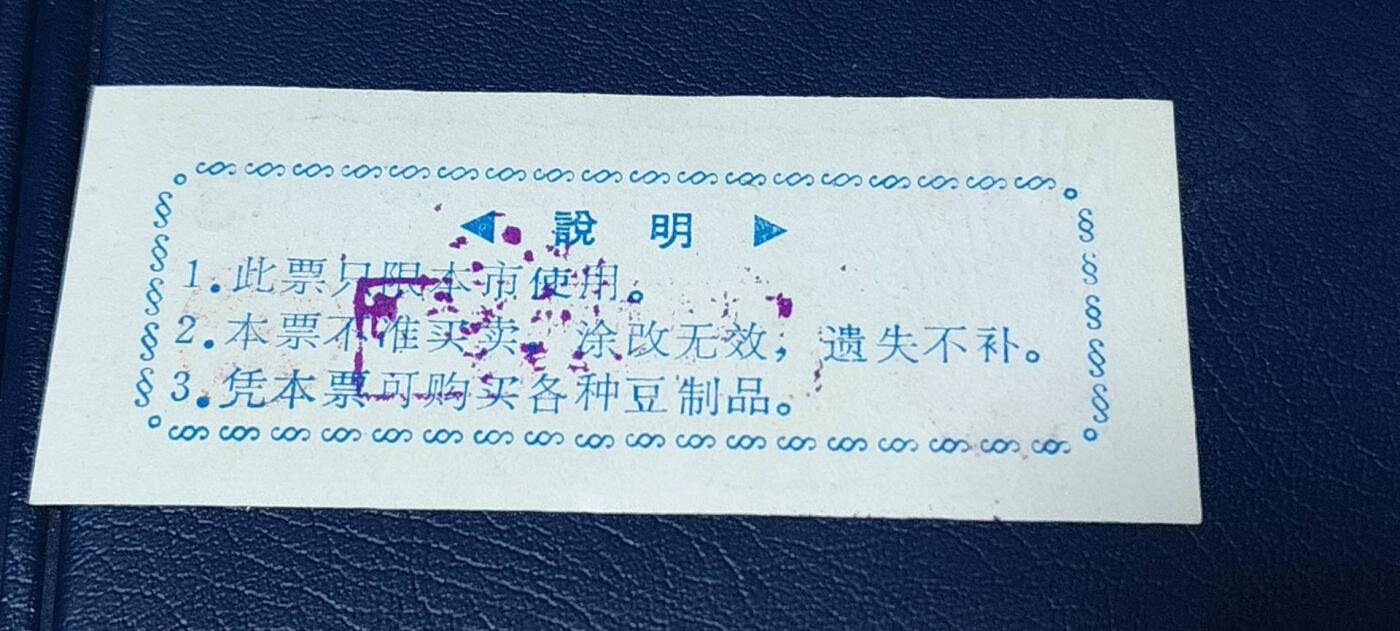 說 明
1.此票只限本市使用。
2.本票不准买卖。涂改无效，遗失不补。
3.凭本票可购买各种豆制品。